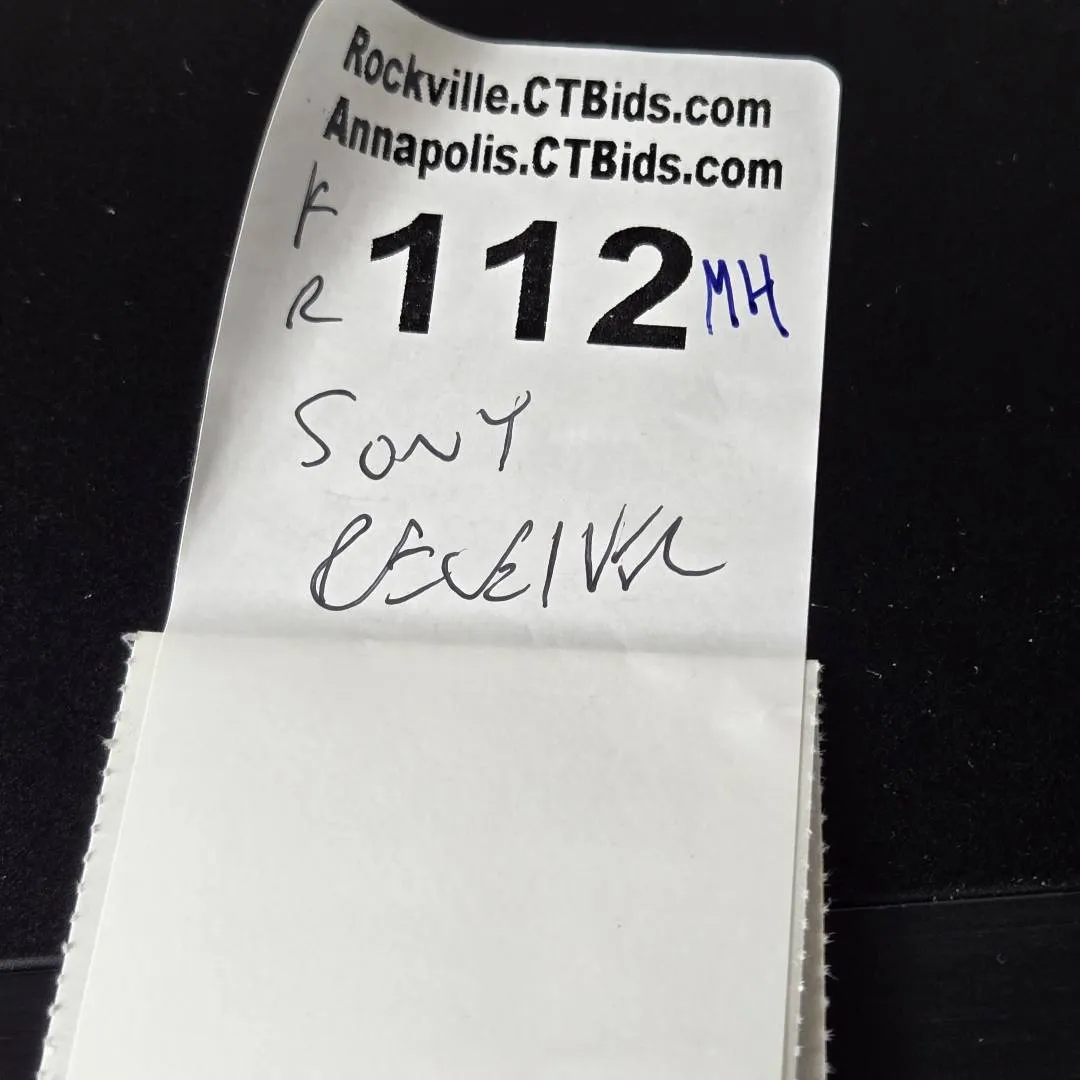 Rockville.CTBids.com
Annapolis.CTBids.com
F
R
112 MH
SONY
RECEIVER